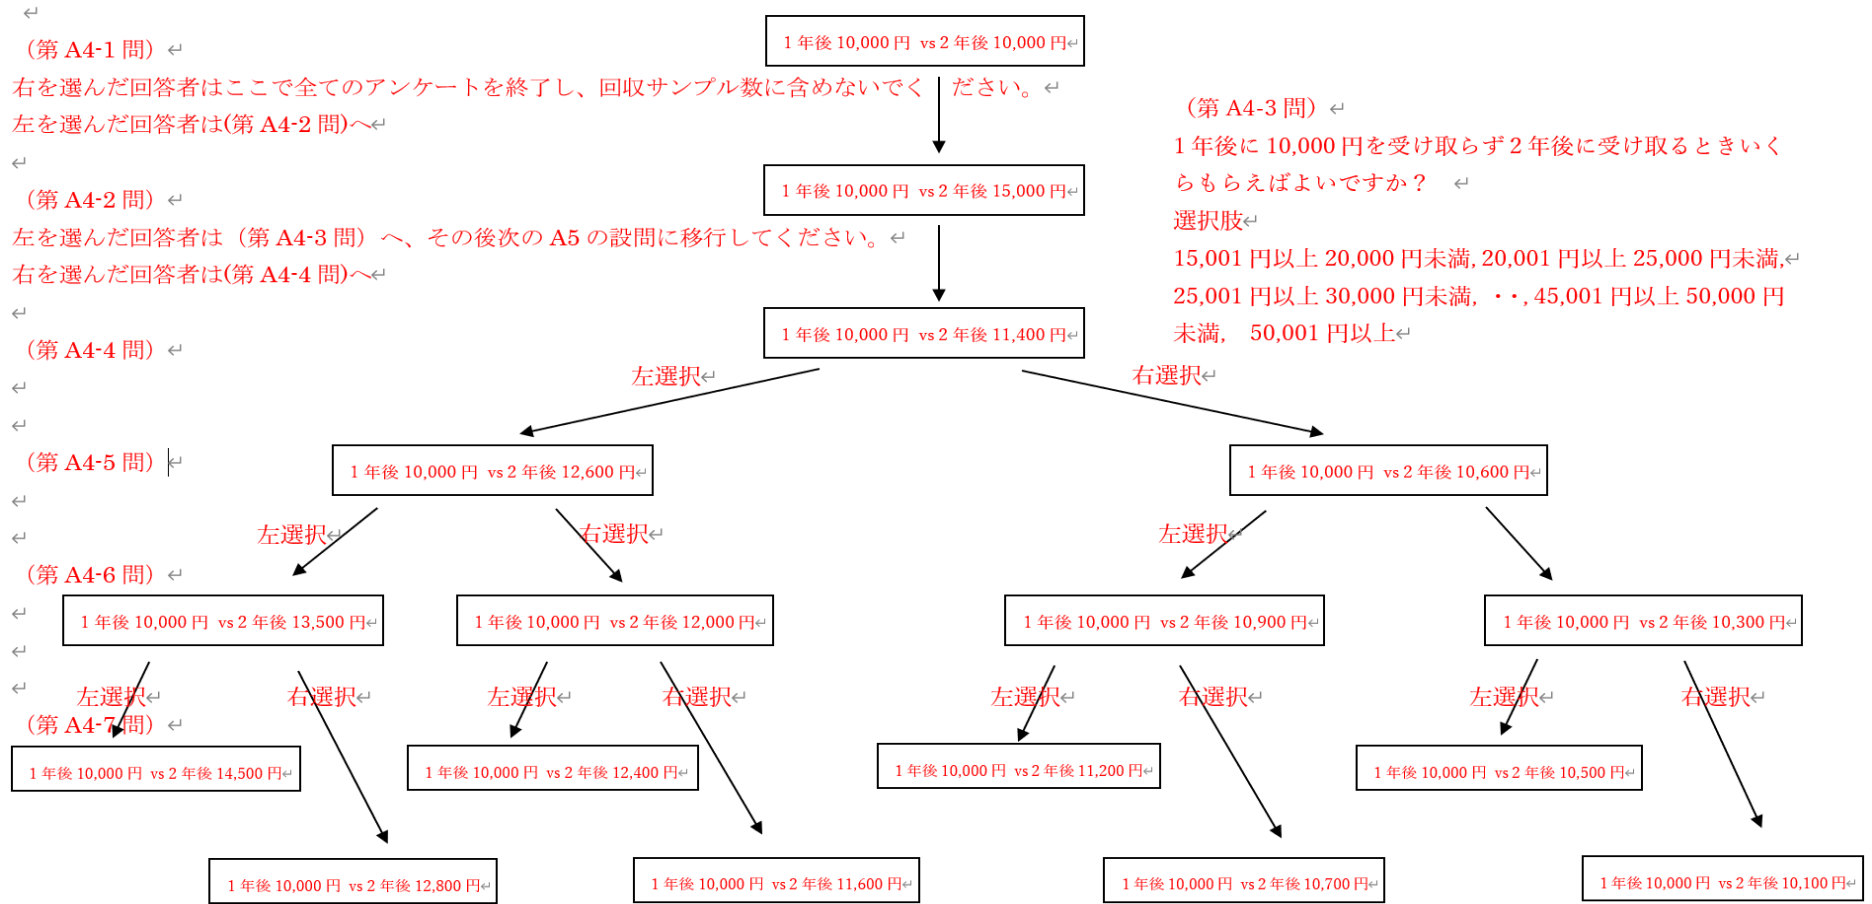 （第 A4-1 問）
1 年後 10,000 円 vs 2 年後 10,000 円
右を選んだ回答者はここで全てのアンケートを終了し、回収サンプル数に含めないでください。
左を選んだ回答者は(第 A4-2 問)へ
（第 A4-2 問）
1 年後 10,000 円 vs 2 年後 15,000 円
左を選んだ回答者は（第 A4-3 問）へ、その後次の A5 の設問に移行してください。
右を選んだ回答者は(第 A4-4 問)へ
（第 A4-3 問）
1 年後に 10,000 円を受け取らず 2 年後に受け取るときいく
らもらえばよいですか？
選択肢
15,001 円以上 20,000 円未満, 20,001 円以上 25,000 円未満,
25,001 円以上 30,000 円未満, ・・, 45,001 円以上 50,000 円
未満, 50,001 円以上
（第 A4-4 問）
1 年後 10,000 円 vs 2 年後 11,400 円
左選択
右選択
（第 A4-5 問）
1 年後 10,000 円 vs 2 年後 12,600 円
1 年後 10,000 円 vs 2 年後 10,600 円
左選択
右選択
左選択
（第 A4-6 問）
1 年後 10,000 円 vs 2 年後 13,500 円
1 年後 10,000 円 vs 2 年後 12,000 円
1 年後 10,000 円 vs 2 年後 10,900 円
1 年後 10,000 円 vs 2 年後 10,300 円
左選択
右選択
左選択
右選択
左選択
右選択
左選択
右選択
（第 A4-7 問）
1 年後 10,000 円 vs 2 年後 14,500 円
1 年後 10,000 円 vs 2 年後 12,400 円
1 年後 10,000 円 vs 2 年後 11,200 円
1 年後 10,000 円 vs 2 年後 10,500 円
1 年後 10,000 円 vs 2 年後 12,800 円
1 年後 10,000 円 vs 2 年後 11,600 円
1 年後 10,000 円 vs 2 年後 10,700 円
1 年後 10,000 円 vs 2 年後 10,100 円